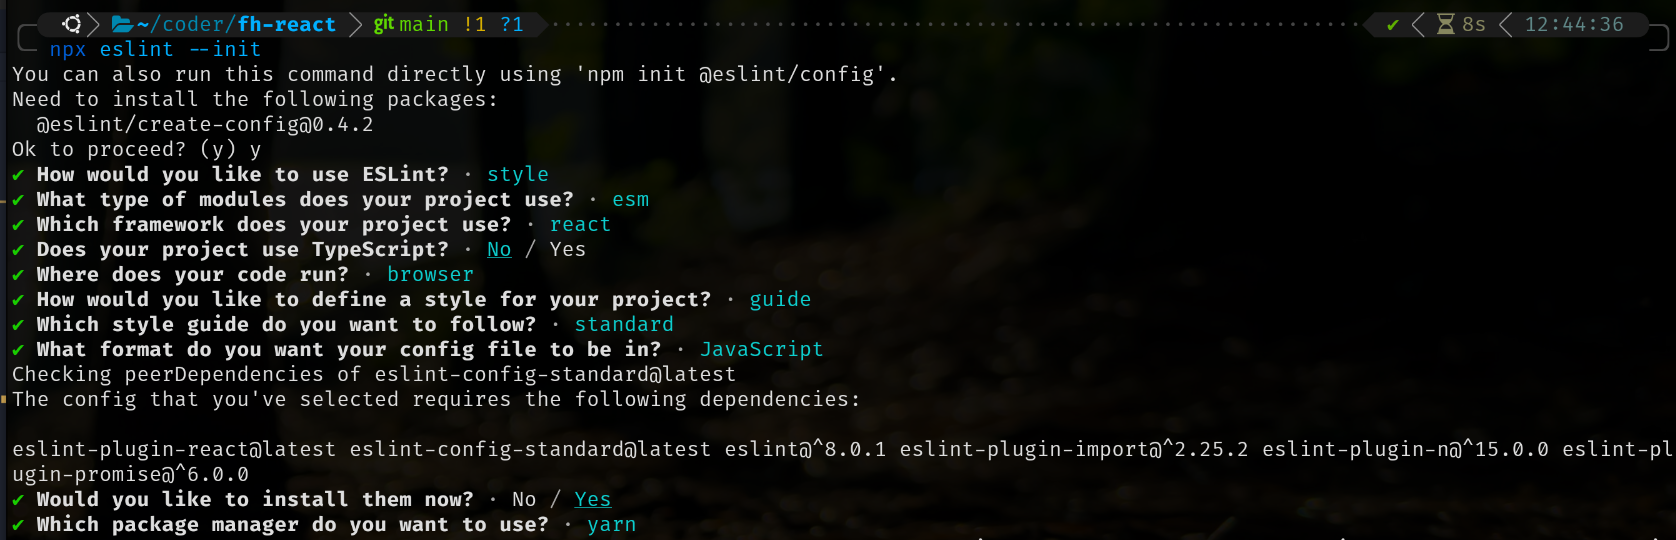 ~/coder/fh-react git main !1 ?1 ✔ 8s 12:44:36
npx eslint --init
You can also run this command directly using 'npm init @eslint/config'.
Need to install the following packages:
  @eslint/create-config@0.4.2
Ok to proceed? (y) y
✔ How would you like to use ESLint? · style
✔ What type of modules does your project use? · esm
✔ Which framework does your project use? · react
✔ Does your project use TypeScript? · No / Yes
✔ Where does your code run? · browser
✔ How would you like to define a style for your project? · guide
✔ Which style guide do you want to follow? · standard
✔ What format do you want your config file to be in? · JavaScript
Checking peerDependencies of eslint-config-standard@latest
The config that you've selected requires the following dependencies:

eslint-plugin-react@latest eslint-config-standard@latest eslint@^8.0.1 eslint-plugin-import@^2.25.2 eslint-plugin-n@^15.0.0 eslint-pl
ugin-promise@^6.0.0
✔ Would you like to install them now? · No / Yes
✔ Which package manager do you want to use? · yarn